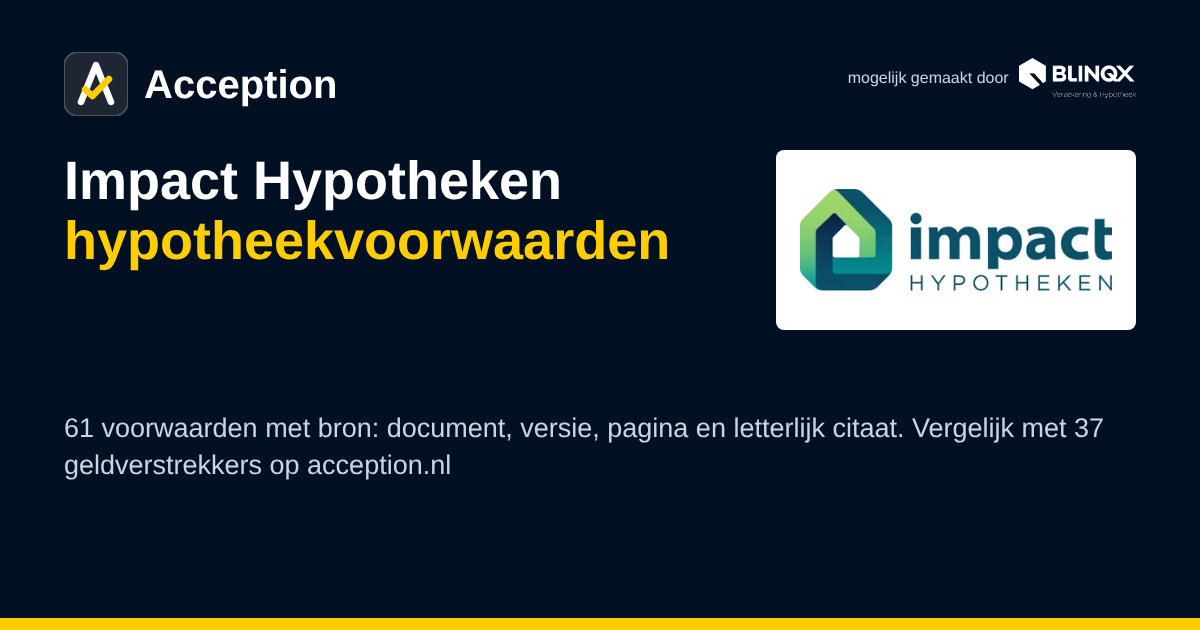 Acception
mogelijk gemaakt door
BLINQX
Verzekering & Hypotheek
Impact Hypotheken
hypotheekvoorwaarden
impact
HYPOTHEKEN
61 voorwaarden met bron: document, versie, pagina en letterlijk citaat. Vergelijk met 37
geldverstrekkers op acception.nl